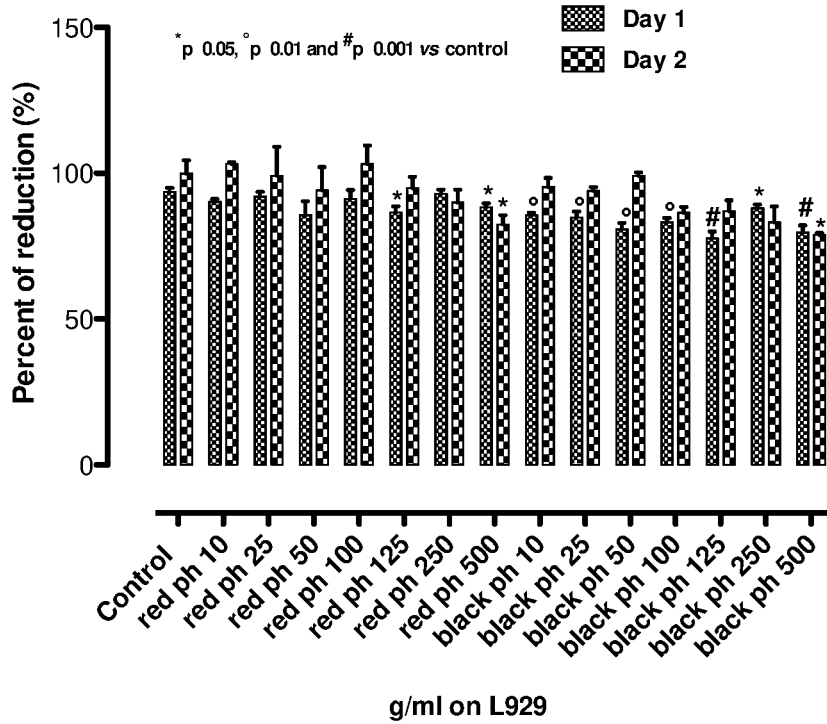 Day 1
Day 2
*p 0.05, °p 0.01 and #p 0.001 vs control
Percent of reduction (%)
150
100
50
0
* * * ° ° ° ° # * # *
Control
red ph 10
red ph 25
red ph 50
red ph 100
red ph 125
red ph 250
red ph 500
black ph 10
black ph 25
black ph 50
black ph 100
black ph 125
black ph 250
black ph 500
g/ml on L929